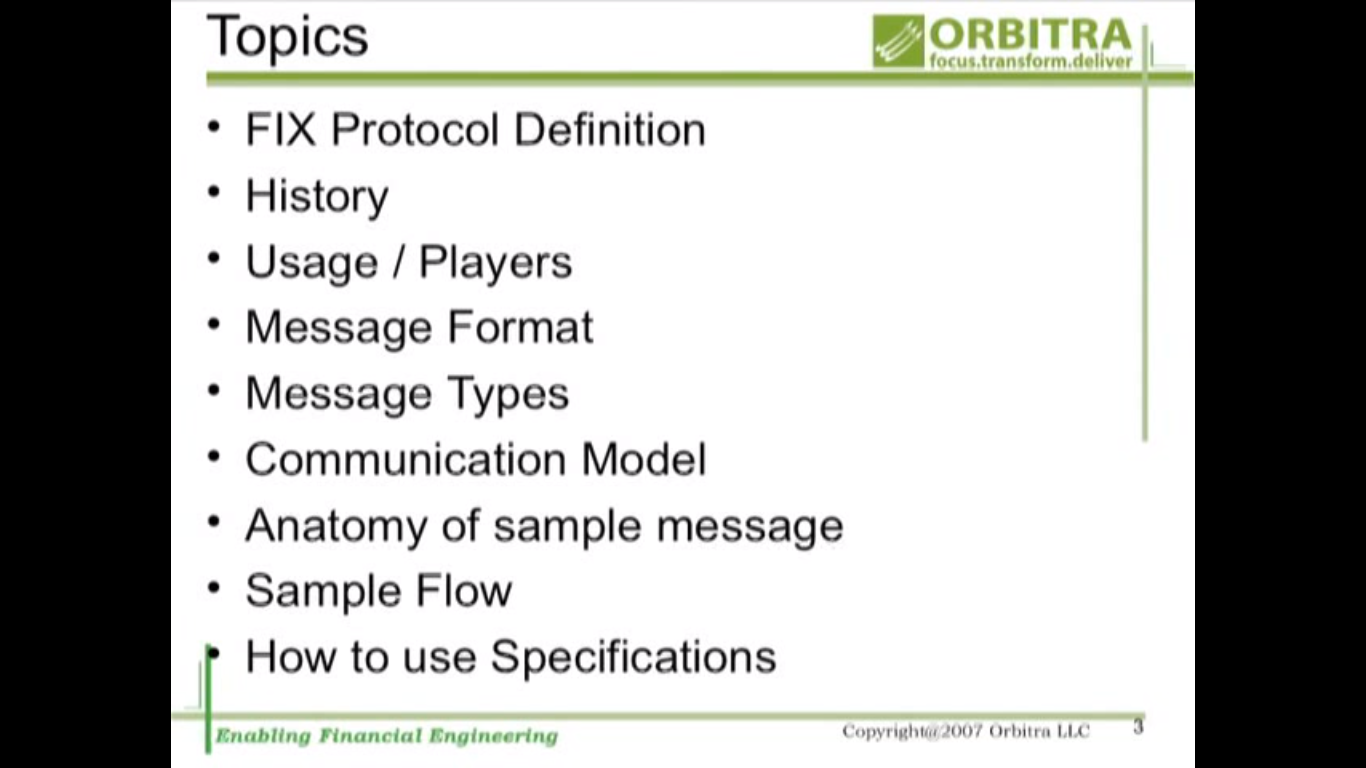 Topics
ORBITRA
focus.transform.deliver
• FIX Protocol Definition
• History
• Usage / Players
• Message Format
• Message Types
• Communication Model
• Anatomy of sample message
• Sample Flow
• How to use Specifications
Enabling Financial Engineering
Copyright@2007 Orbitra LLC
3